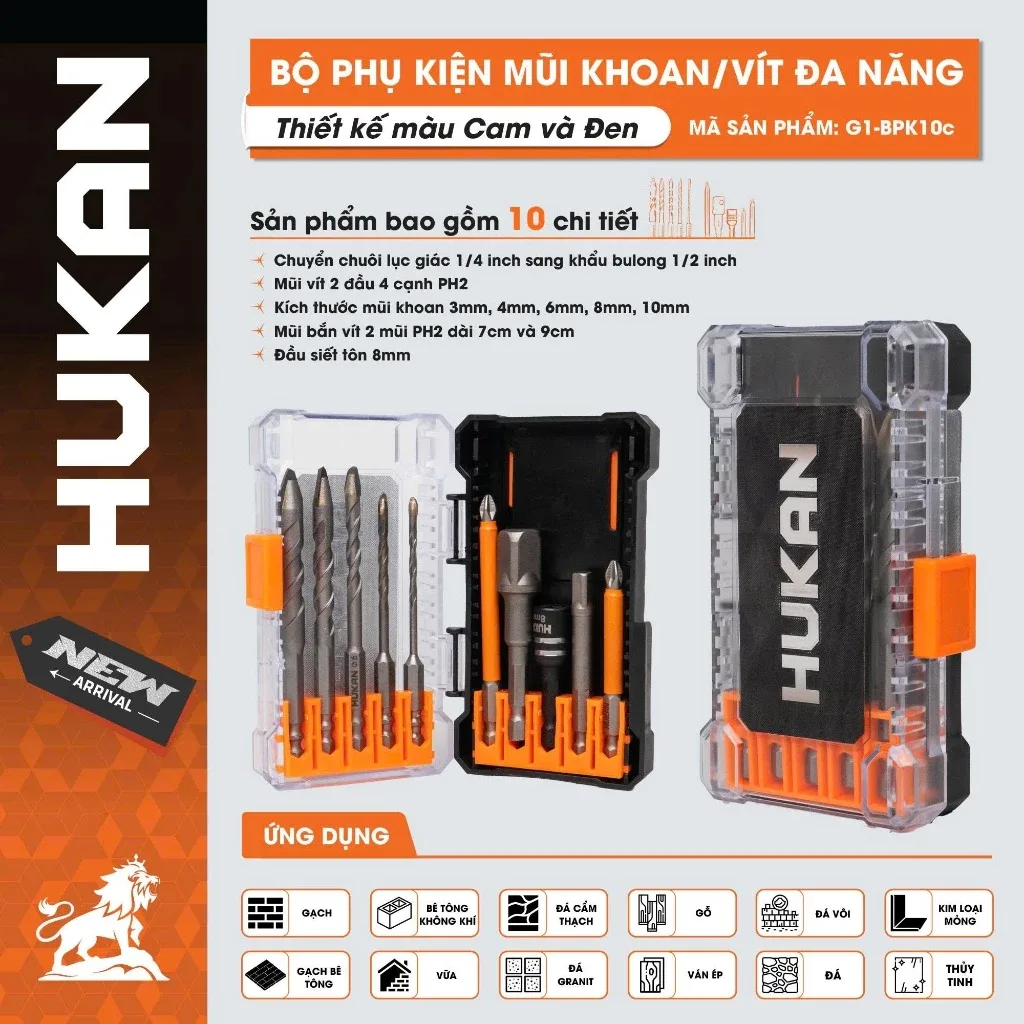 HUKAN
BỘ PHỤ KIỆN MŨI KHOAN/VÍT ĐA NĂNG
Thiết kế màu Cam và Đen
MÃ SẢN PHẨM: G1-BPK10c
Sản phẩm bao gồm 10 chi tiết
Chuyển chuôi lục giác 1/4 inch sang khẩu bulong 1/2 inch
Mũi vít 2 đầu 4 cạnh PH2
Kích thước mũi khoan 3mm, 4mm, 6mm, 8mm, 10mm
Mũi bắn vít 2 mũi PH2 dài 7cm và 9cm
Đầu siết tôn 8mm
HUKAN
HUKAN
NEW
ARRIVAL
ỨNG DỤNG
GẠCH
BÊ TÔNG
KHÔNG KHÍ
ĐÁ CẨM
THẠCH
GỖ
ĐÁ VÔI
KIM LOẠI
MỎNG
GẠCH BÊ
TÔNG
VỮA
ĐÁ
GRANIT
VÁN ÉP
ĐÁ
THỦY
TINH